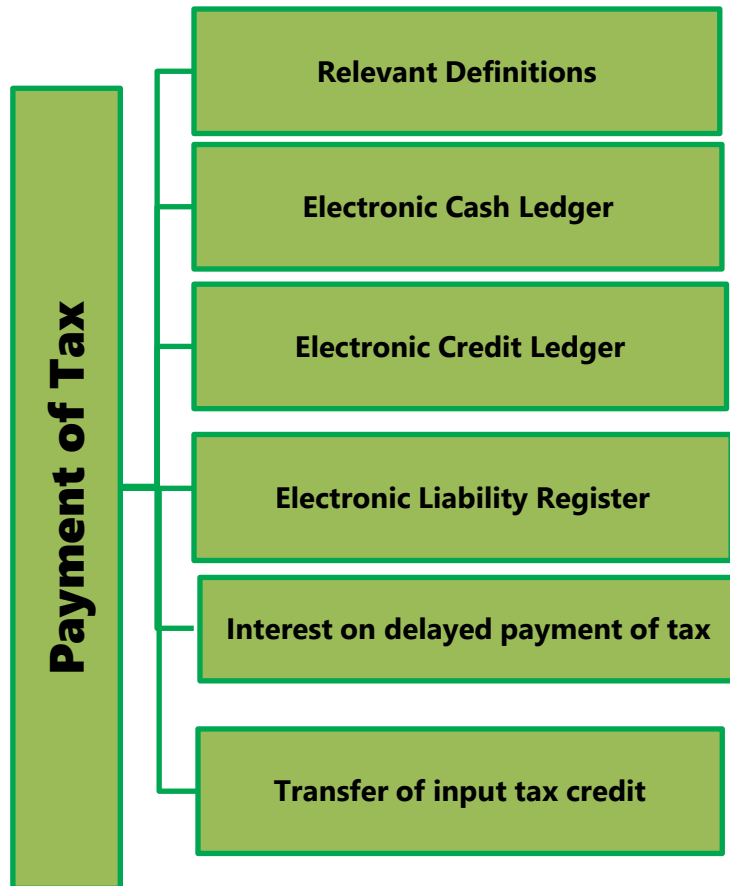 Payment of Tax
Relevant Definitions
Electronic Cash Ledger
Electronic Credit Ledger
Electronic Liability Register
Interest on delayed payment of tax
Transfer of input tax credit